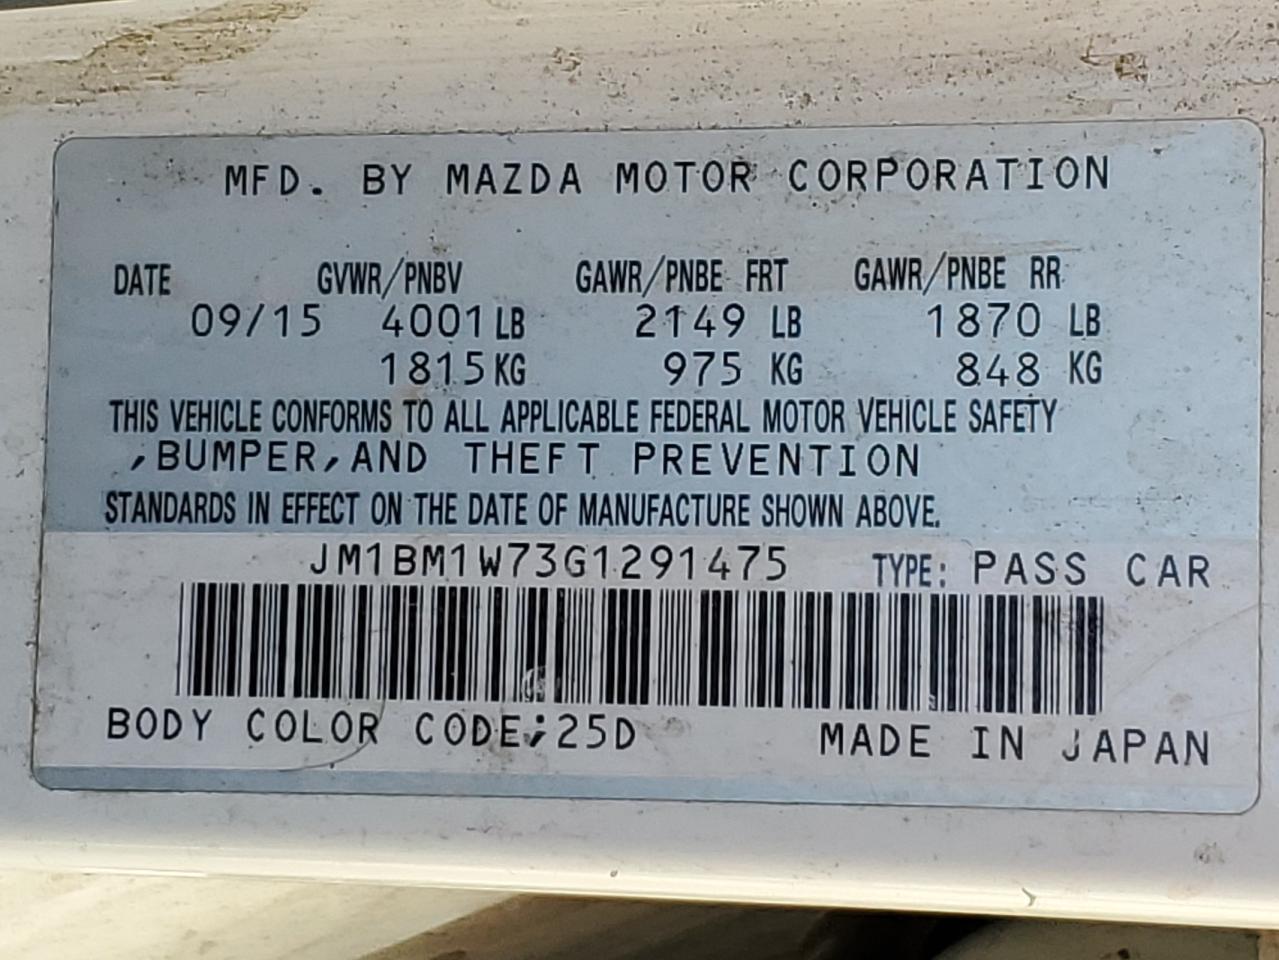 MFD. BY MAZDA MOTOR CORPORATION
DATE GVWR/PNBV GAWR/PNBE FRT GAWR/PNBE RR
09/15 4001 LB 2149 LB 1870 LB
1815 KG 975 KG 848 KG
THIS VEHICLE CONFORMS TO ALL APPLICABLE FEDERAL MOTOR VEHICLE SAFETY
,BUMPER,AND THEFT PREVENTION
STANDARDS IN EFFECT ON THE DATE OF MANUFACTURE SHOWN ABOVE.
JM1BM1W73G1291475 TYPE: PASS CAR
BODY COLOR CODE;25D MADE IN JAPAN